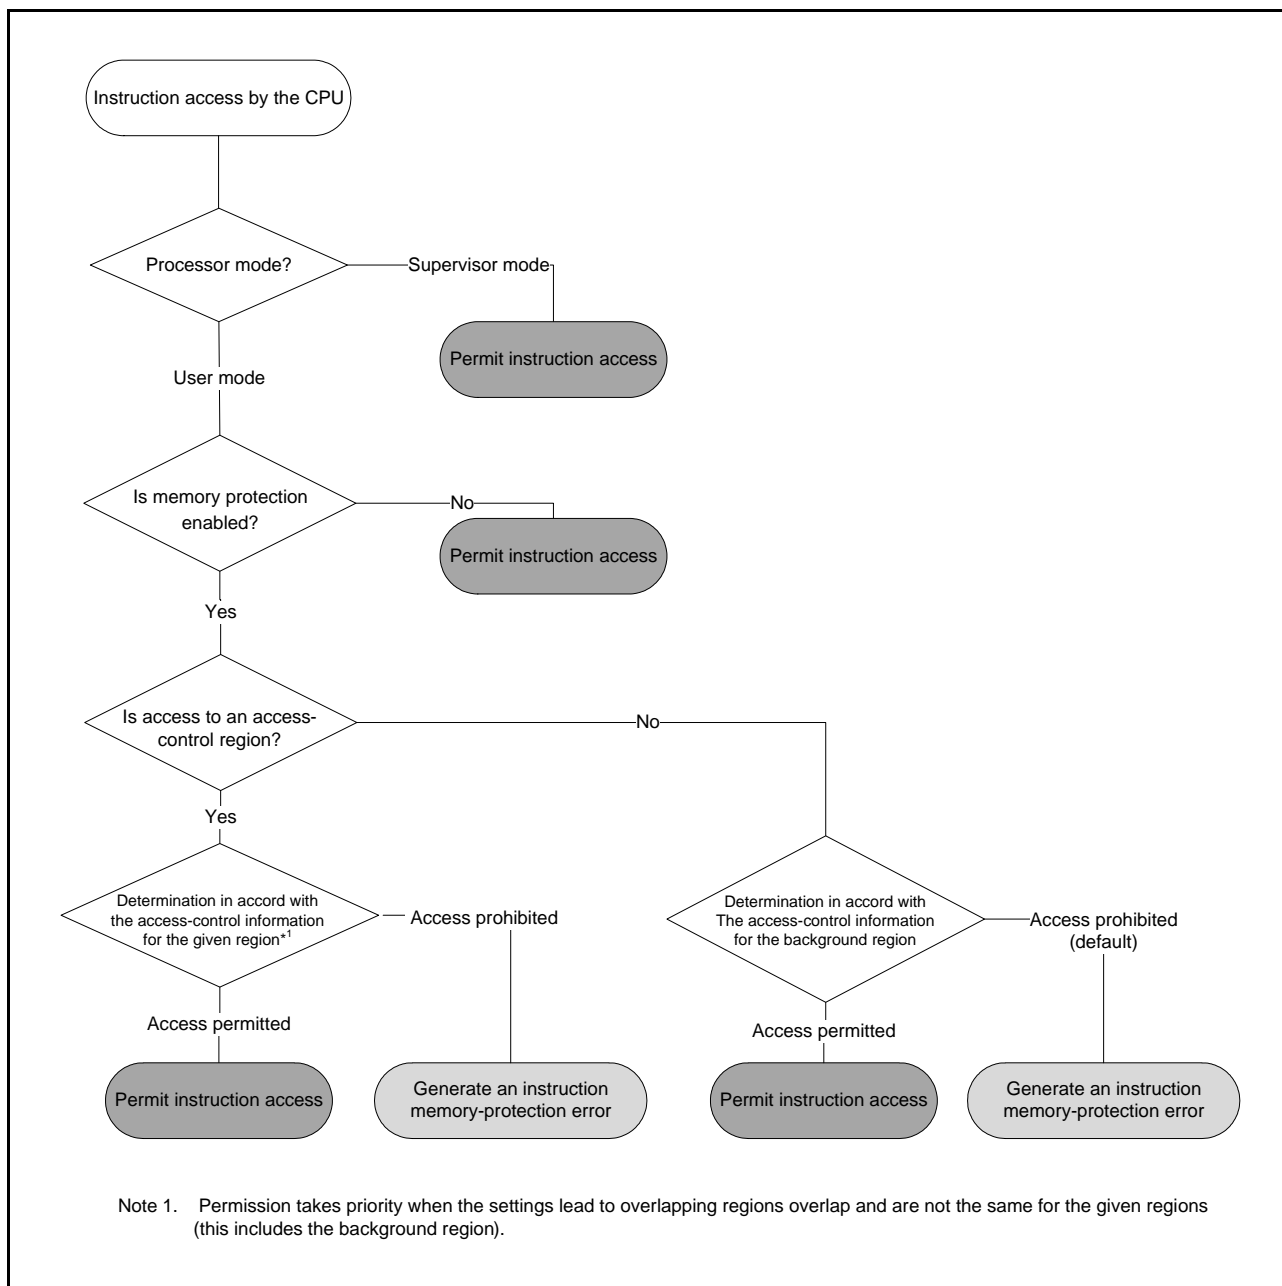 Instruction access by the CPU
Processor mode?
Supervisor mode
Permit instruction access
User mode
Is memory protection
enabled?
No
Permit instruction access
Yes
Is access to an access-
control region?
No
Yes
Determination in accord with
the access-control information
for the given region*1
Access prohibited
Determination in accord with
The access-control information
for the background region
Access prohibited
(default)
Access permitted
Access permitted
Permit instruction access
Generate an instruction
memory-protection error
Permit instruction access
Generate an instruction
memory-protection error
Note 1. Permission takes priority when the settings lead to overlapping regions overlap and are not the same for the given regions
(this includes the background region).